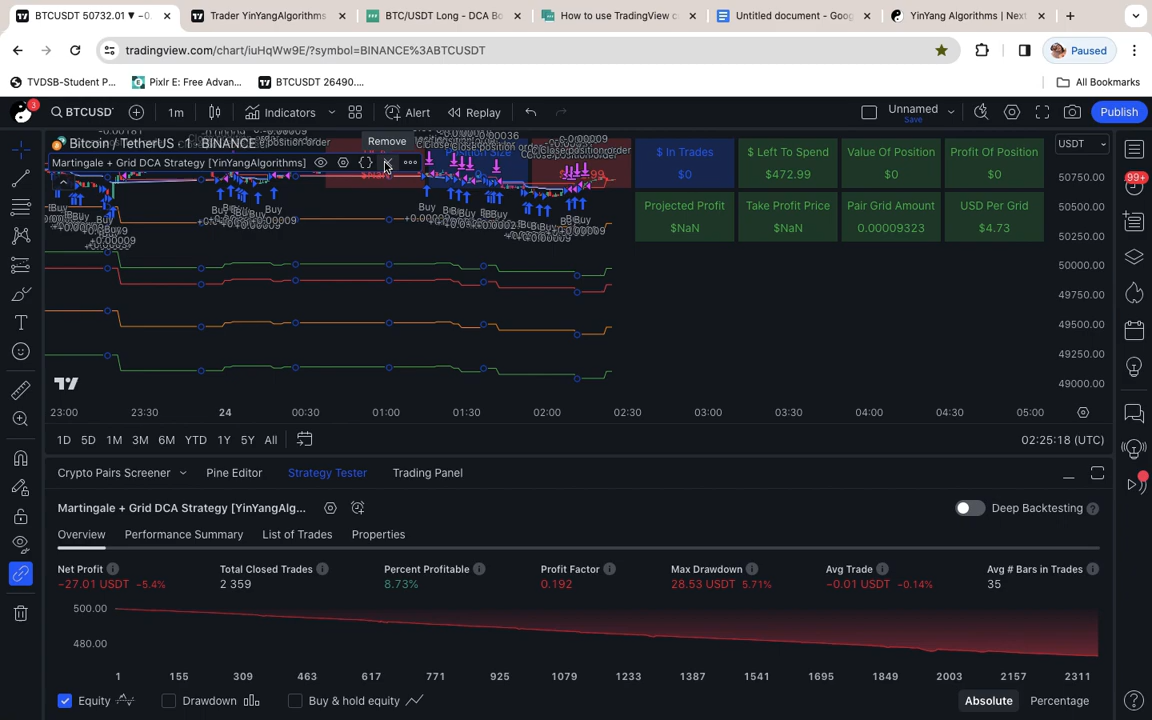 BTCUSDT 50732.01 ▼ −0.
Trader YinYangAlgorithms
BTC/USDT Long - DCA Bo
How to use TradingView c
Untitled document - Goog
YinYang Algorithms | Next
tradingview.com/chart/iuHqWw9E/?symbol=BINANCE%3ABTCUSDT
Paused
TVDSB-Student P...
Pixlr E: Free Advan...
BTCUSDT 26490....
All Bookmarks
3
BTCUSD
1m
Indicators
Alert
Replay
Unnamed
Save
Publish
Bitcoin / TetherUS · 1 · BINANCE
Remove
Martingale + Grid DCA Strategy [YinYangAlgorithms]
Position Size
$NaN
$ In Trades
$0
$ Left To Spend
$472.99
Value Of Position
$0
Profit Of Position
$0
Projected Profit
$NaN
Take Profit Price
$NaN
Pair Grid Amount
0.00009323
USD Per Grid
$4.73
USDT
50750.00
50500.00
50250.00
50000.00
49750.00
49500.00
49250.00
49000.00
99+
Buy
Buy
Buy
Buy
Buy
23:00 23:30 24 00:30 01:00 01:30 02:00 02:30 03:00 03:30 04:00 04:30 05:00
1D 5D 1M 3M 6M YTD 1Y 5Y All
02:25:18 (UTC)
Crypto Pairs Screener
Pine Editor
Strategy Tester
Trading Panel
Martingale + Grid DCA Strategy [YinYangAlg...
Deep Backtesting
Overview
Performance Summary
List of Trades
Properties
Net Profit
−27.01 USDT −5.4%
Total Closed Trades
2 359
Percent Profitable
8.73%
Profit Factor
0.192
Max Drawdown
28.53 USDT 5.71%
Avg Trade
−0.01 USDT −0.14%
Avg # Bars in Trades
35
500.00
480.00
1 155 309 463 617 771 925 1079 1233 1387 1541 1695 1849 2003 2157 2311
Equity
Drawdown
Buy & hold equity
Absolute
Percentage